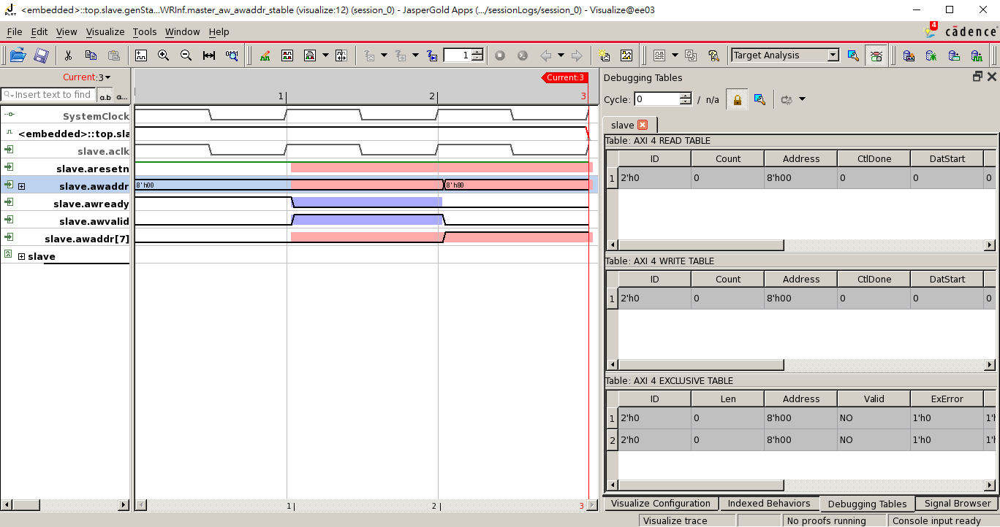 <embedded>::top.slave.genSta...WRInf.master_aw_awaddr_stable (visualize:12) (session_0) - JasperGold Apps (.../sessionLogs/session_0) - Visualize@ee03
File Edit View Visualize Tools Window Help
4
cādence
1
Target Analysis
Current:3
Current:3
Debugging Tables
Insert text to find
a.b
a...
1 2 3
Cycle: 0 / n/a
SystemClock
<embedded>::top.sla
slave.aclk
slave.aresetn
slave.awaddr
8'h00 8'h80
slave.awready
slave.awvalid
slave.awaddr[7]
slave
1 2 3
slave
Table: AXI 4 READ TABLE
ID Count Address CtlDone DatStart
1 2'h0 0 8'h00 0 0 0
Table: AXI 4 WRITE TABLE
ID Count Address CtlDone DatStart
1 2'h0 0 8'h00 0 0 0
Table: AXI 4 EXCLUSIVE TABLE
ID Len Address Valid ExError
1 2'h0 0 8'h00 NO 1'h0 1'h
2 2'h0 0 8'h00 NO 1'h0 1'h
Visualize Configuration Indexed Behaviors Debugging Tables Signal Browser
Visualize trace No proofs running Console input ready